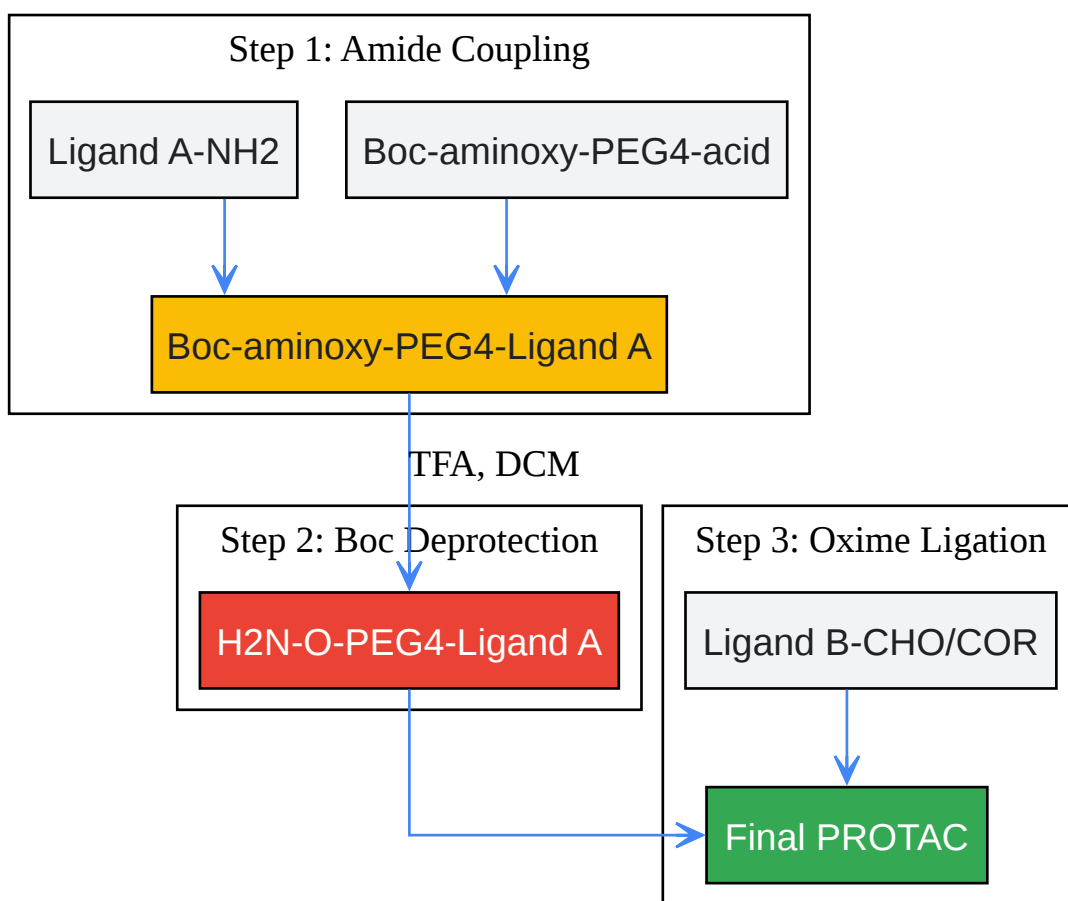 Step 1: Amide Coupling
Ligand A-NH2
Boc-aminoxy-PEG4-acid
Boc-aminoxy-PEG4-Ligand A
TFA, DCM
Step 2: Boc Deprotection
H2N-O-PEG4-Ligand A
Step 3: Oxime Ligation
Ligand B-CHO/COR
Final PROTAC